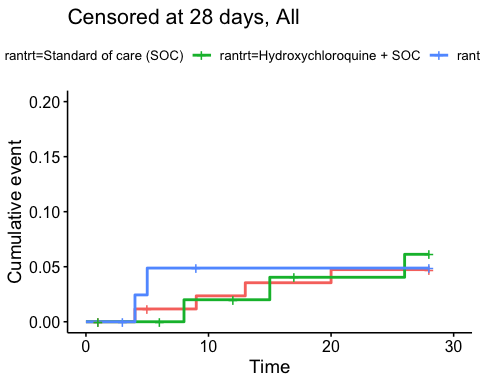 Censored at 28 days, All
rantrt=Standard of care (SOC) rantrt=Hydroxychloroquine + SOC rant
0.20
0.15
0.10
0.05
0.00
Cumulative event
0 10 20 30
Time